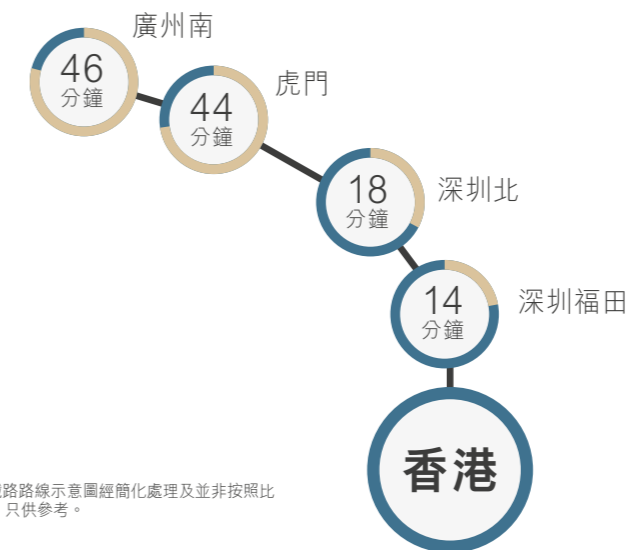 廣州南
46
分鐘
虎門
44
分鐘
深圳北
18
分鐘
深圳福田
14
分鐘
香港
路路線示意圖經簡化處理及並非按照比
只供參考。